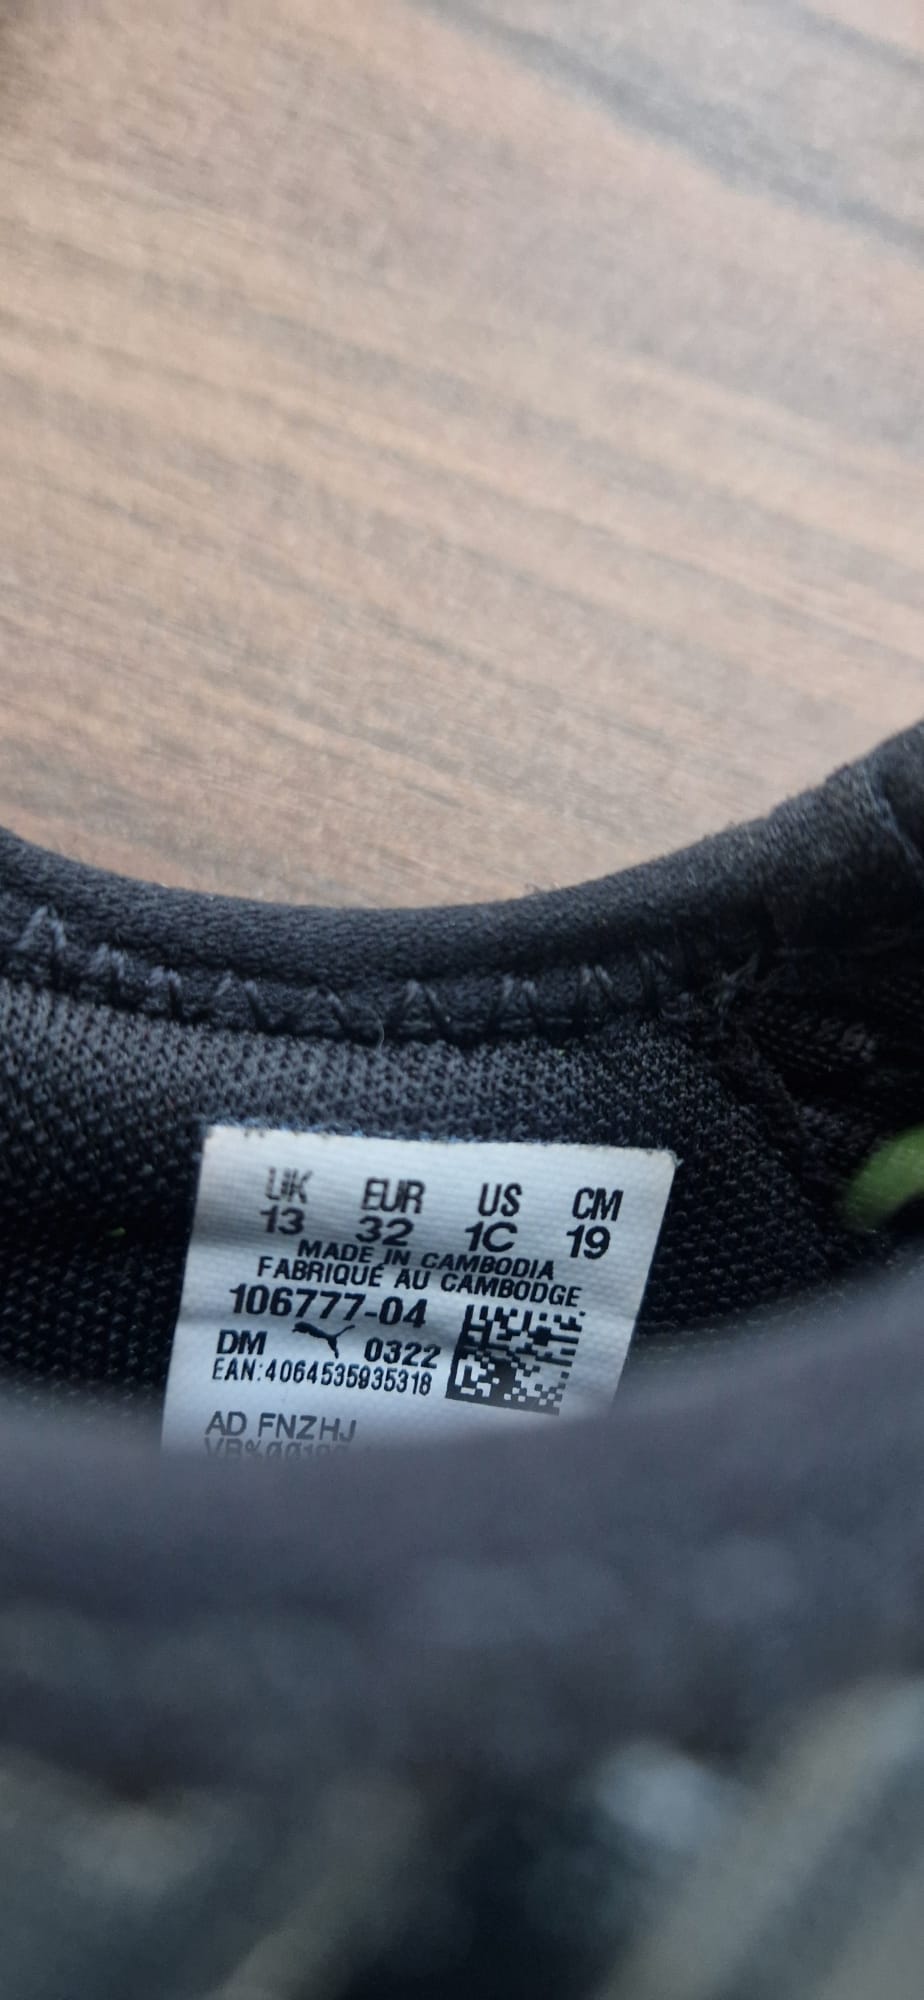 UK EUR US CM
13 32 1C 19
MADE IN CAMBODIA
FABRIQUÉ AU CAMBODGE
106777-04
DM 0322
EAN:4064535935318
AD FNZHJ